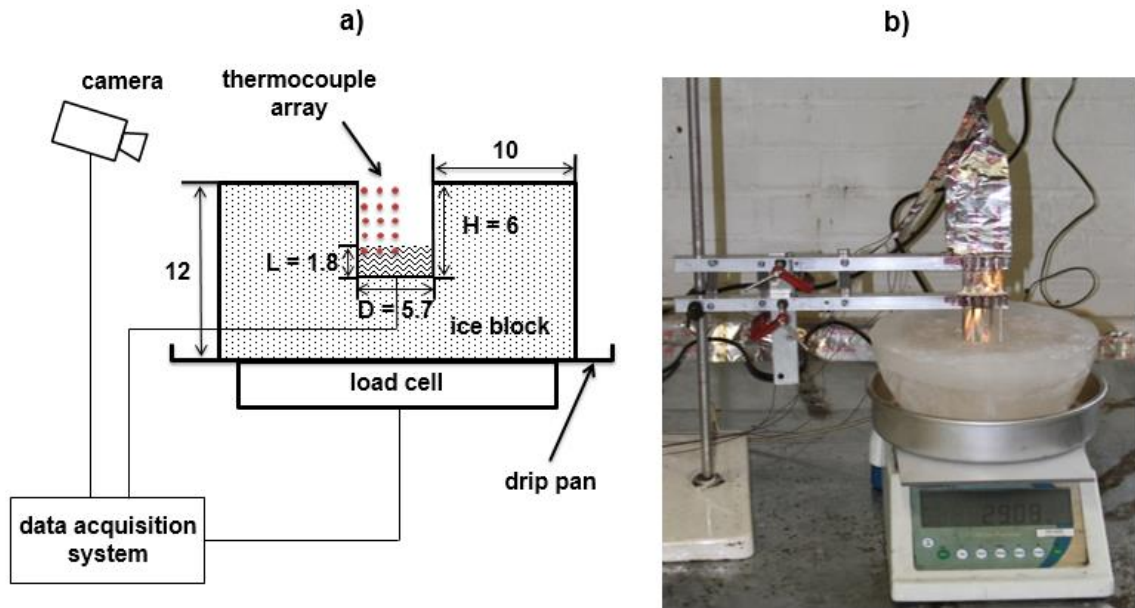 a)
b)
camera
thermocouple
array
10
12
H = 6
L = 1.8
D = 5.7
ice block
load cell
drip pan
data acquisition
system
2908